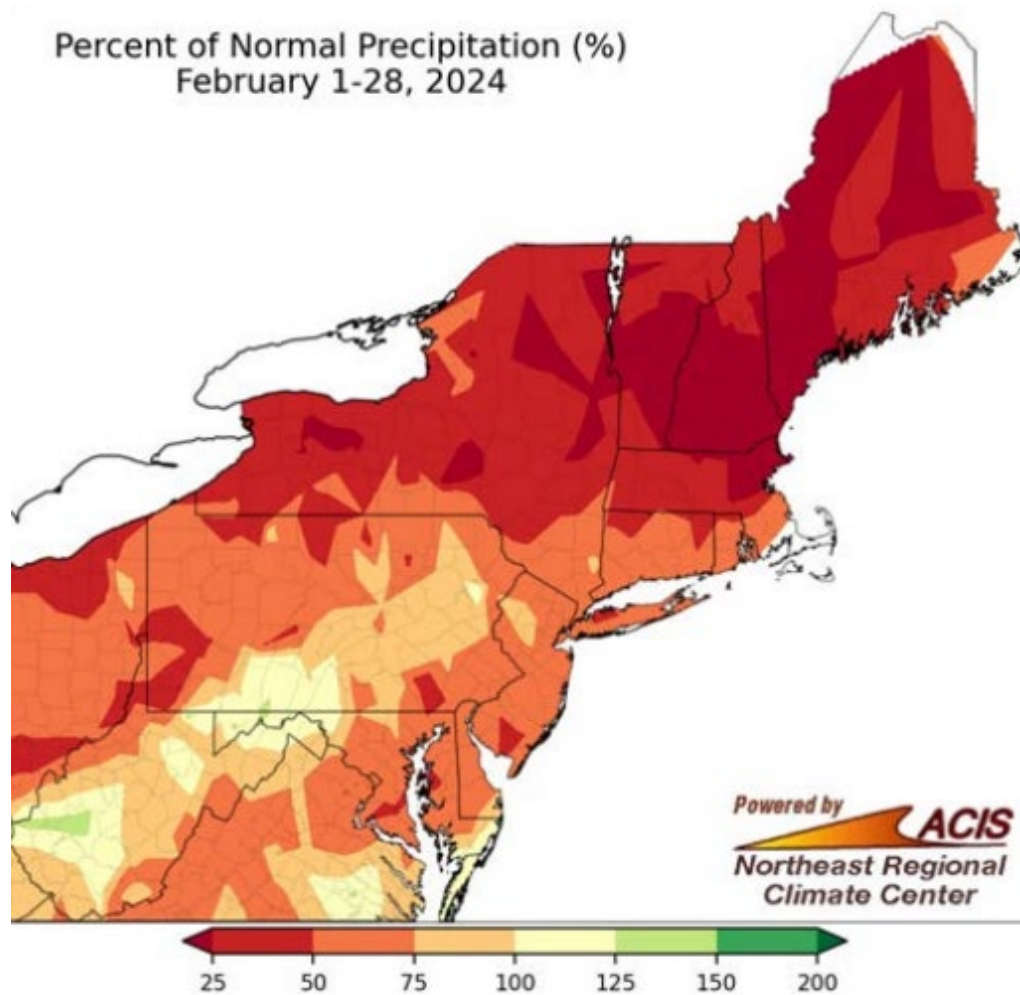 Percent of Normal Precipitation (%)
February 1-28, 2024
Powered by
ACIS
Northeast Regional
Climate Center
25 50 75 100 125 150 200